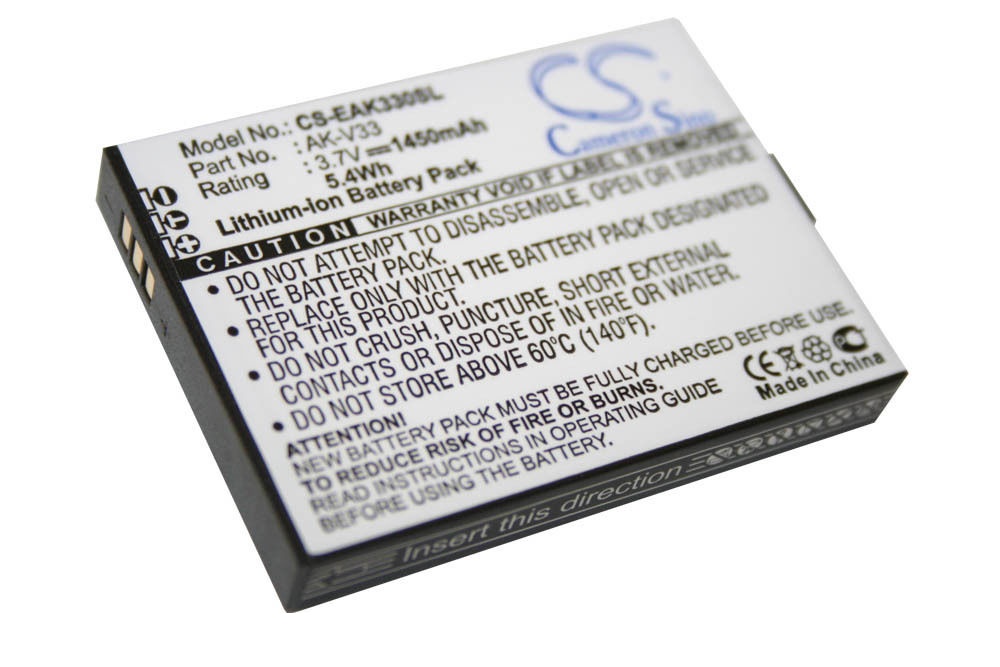 CS
Cameron Sino
Model No.: CS-EAK330SL
Part No. : AK-V33
Rating : 3.7V 1450mAh
5.4Wh
Lithium-Ion Battery Pack
CAUTION WARRANTY VOID IF LABEL REMOVED
• DO NOT ATTEMPT TO DISASSEMBLE, OR OPEN
THE BATTERY PACK.
• REPLACE ONLY WITH THE BATTERY PACK DESIGNATED
FOR THIS PRODUCT.
• DO NOT CRUSH, PUNCTURE, SHORT EXTERNAL
CONTACTS OR DISPOSE OF IN FIRE OR WATER.
• DO NOT STORE ABOVE 60°C (140°F).
ATTENTION:
NEW BATTERY PACK MUST BE FULLY CHARGED BEFORE USE.
TO REDUCE RISK OF FIRE OR BURNS.
READ INSTRUCTIONS IN OPERATING GUIDE
BEFORE USING THE BATTERY.
CE
Made In China
Insert this direction